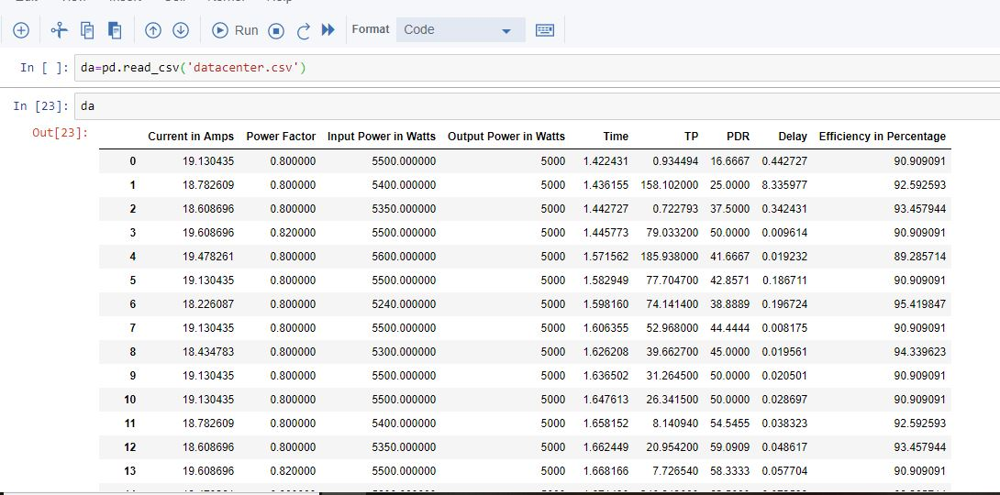 Run Format Code
In [ ]: da=pd.read_csv('datacenter.csv')
In [23]: da
Out[23]:
Current in Amps Power Factor Input Power in Watts Output Power in Watts Time TP PDR Delay Efficiency in Percentage
0 19.130435 0.800000 5500.000000 5000 1.422431 0.934494 16.6667 0.442727 90.909091
1 18.782609 0.800000 5400.000000 5000 1.436155 158.102000 25.0000 8.335977 92.592593
2 18.608696 0.800000 5350.000000 5000 1.442727 0.722793 37.5000 0.342431 93.457944
3 19.608696 0.820000 5500.000000 5000 1.445773 79.033200 50.0000 0.009614 90.909091
4 19.478261 0.800000 5600.000000 5000 1.571562 185.938000 41.6667 0.019232 89.285714
5 19.130435 0.800000 5500.000000 5000 1.582949 77.704700 42.8571 0.186711 90.909091
6 18.226087 0.800000 5240.000000 5000 1.598160 74.141400 38.8889 0.196724 95.419847
7 19.130435 0.800000 5500.000000 5000 1.606355 52.968000 44.4444 0.008175 90.909091
8 18.434783 0.800000 5300.000000 5000 1.626208 39.662700 45.0000 0.019561 94.339623
9 19.130435 0.800000 5500.000000 5000 1.636502 31.264500 50.0000 0.020501 90.909091
10 19.130435 0.800000 5500.000000 5000 1.647613 26.341500 50.0000 0.028697 90.909091
11 18.782609 0.800000 5400.000000 5000 1.658152 8.140940 54.5455 0.038323 92.592593
12 18.608696 0.800000 5350.000000 5000 1.662449 20.954200 59.0909 0.048617 93.457944
13 19.608696 0.820000 5500.000000 5000 1.668166 7.726540 58.3333 0.057704 90.909091